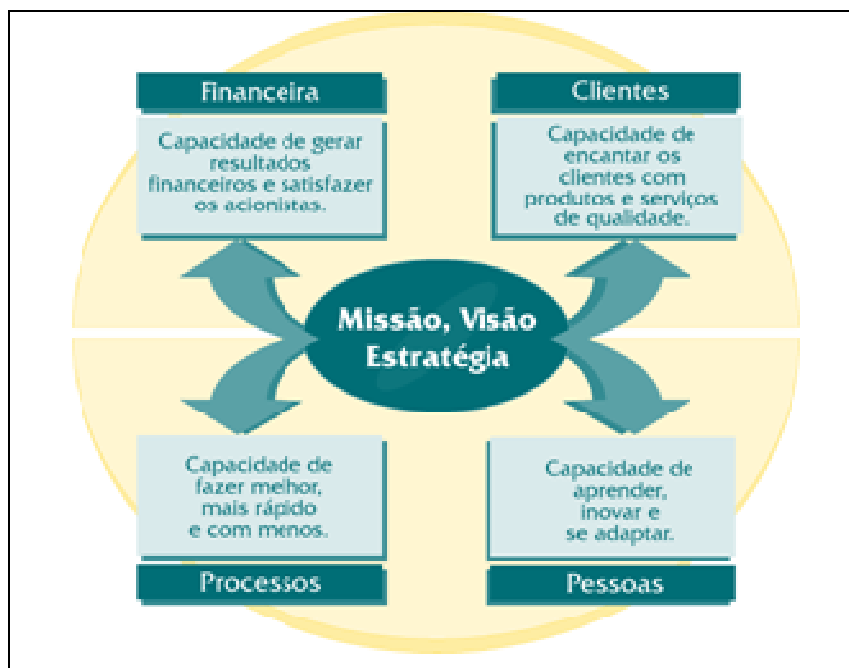 Financeira
Capacidade de gerar
resultados
financeiros e satisfazer
os acionistas.
Clientes
Capacidade de
encantar os
clientes com
produtos e serviços
de qualidade.
Missão, Visão
Estratégia
Capacidade de
fazer melhor,
mais rápido
e com menos.
Processos
Capacidade de
aprender,
inovar e
se adaptar.
Pessoas